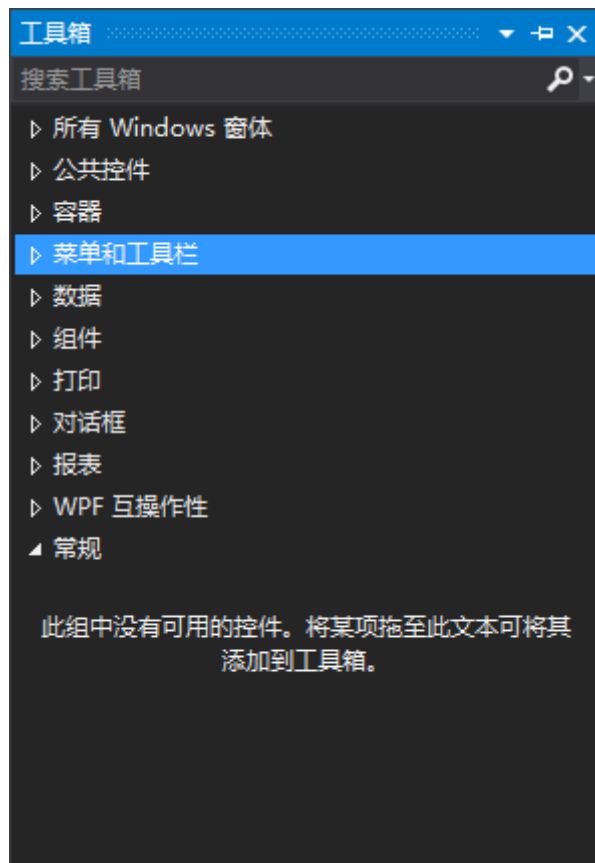 工具箱
搜索工具箱
所有 Windows 窗体
公共控件
容器
菜单和工具栏
数据
组件
打印
对话框
报表
WPF 互操作性
常规
此组中没有可用的控件。将某项拖至此文本可将其
添加到工具箱。